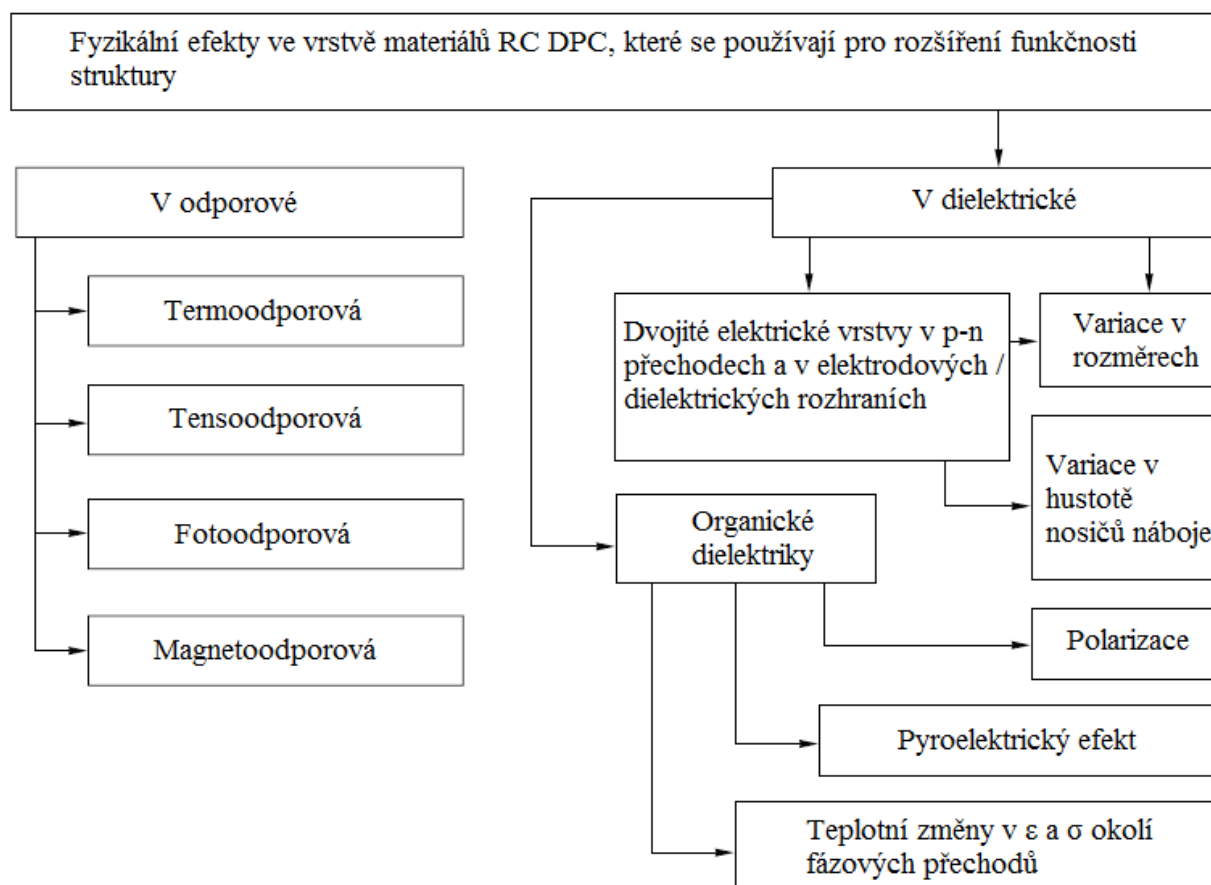 Fyzikální efekty ve vrstvě materiálů RC DPC, které se používají pro rozšíření funkčnosti
struktury
V odporové
Termoodporová
Tensoodporová
Fotoodporová
Magnetoodporová
V dielektrické
Dvojité elektrické vrstvy v p-n
přechodech a v elektrodových /
dielektrických rozhraních
Variace v
rozměrech
Variace v
hustotě
nosičů náboje
Organické
dielektriky
Polarizace
Pyroelektrický efekt
Teplotní změny v ε a σ okolí
fázových přechodů